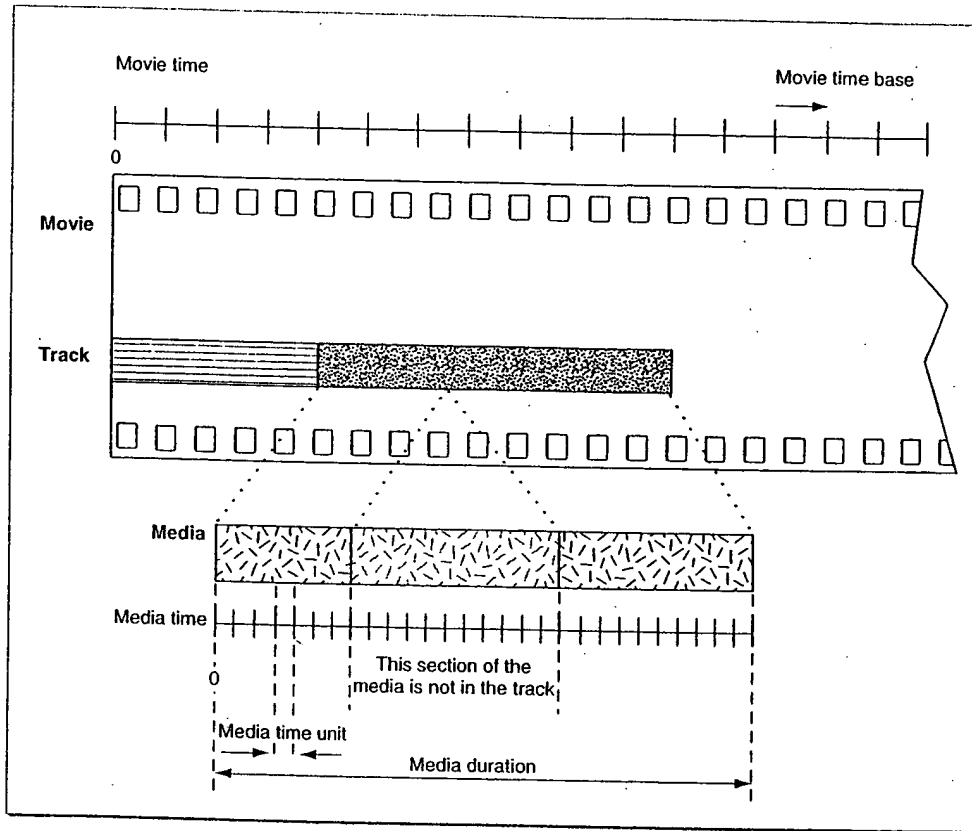 Movie time
Movie time base
0
Movie
Track
Media
Media time
This section of the
media is not in the track
0
Media time unit
Media duration